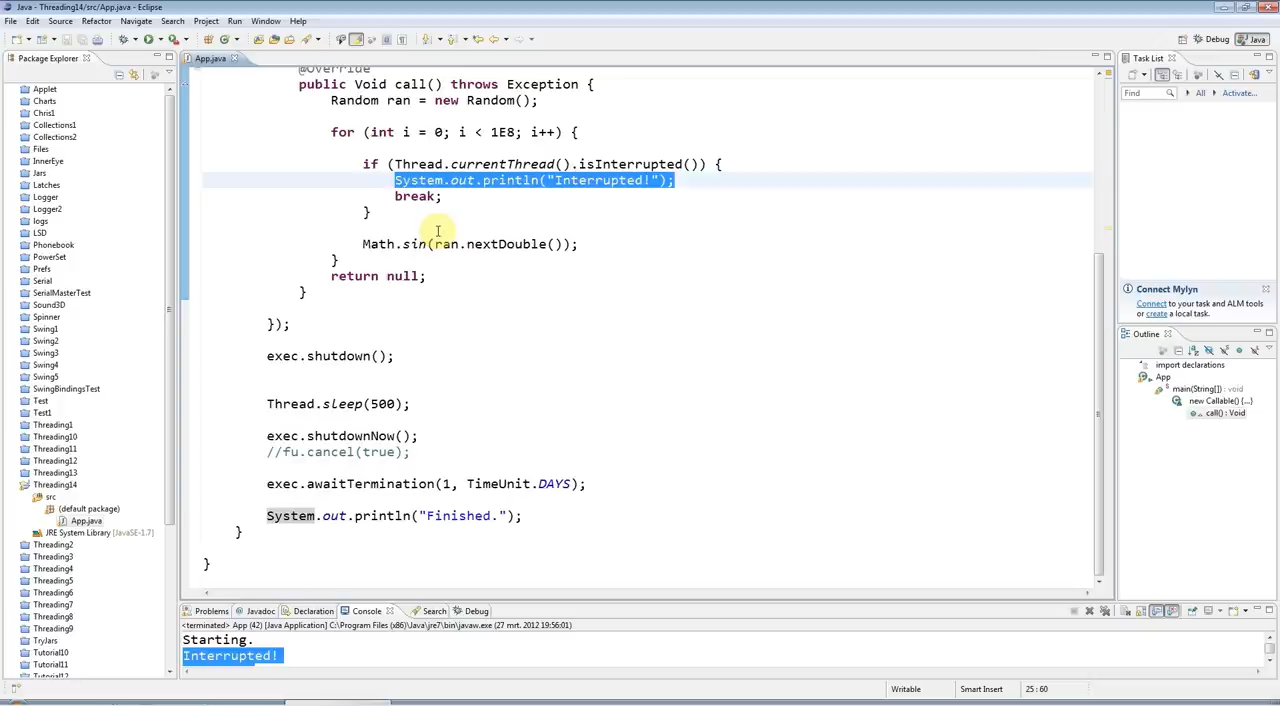 Java - Threading14/src/App.java - Eclipse
File Edit Source Refactor Navigate Search Project Run Window Help
Debug Java
Package Explorer
App.java
Task List
Find All Activate...
Applet
Charts
Chris1
Collections1
Collections2
Files
InnerEye
Jars
Latches
Logger
Logger2
logs
LSD
Phonebook
PowerSet
Prefs
Serial
SerialMasterTest
Sound3D
Spinner
Swing1
Swing2
Swing3
Swing4
Swing5
SwingBindingsTest
Test
Test1
Threading1
Threading10
Threading11
Threading12
Threading13
Threading14
src
(default package)
App.java
JRE System Library [JavaSE-1.7]
Threading2
Threading3
Threading4
Threading5
Threading6
Threading7
Threading8
Threading9
TryJars
Tutorial10
Tutorial11
Tutorial12
@Override
public Void call() throws Exception {
Random ran = new Random();
for (int i = 0; i < 1E8; i++) {
if (Thread.currentThread().isInterrupted()) {
System.out.println("Interrupted!");
break;
}
Math.sin(ran.nextDouble());
}
return null;
}
});
exec.shutdown();
Thread.sleep(500);
exec.shutdownNow();
//fu.cancel(true);
exec.awaitTermination(1, TimeUnit.DAYS);
System.out.println("Finished.");
}
}
Connect Mylyn
Connect to your task and ALM tools
or create a local task.
Outline
import declarations
App
main(String[]) : void
new Callable() {...}
call() : Void
Problems Javadoc Declaration Console Search Debug
<terminated> App (42) [Java Application] C:\Program Files (x86)\Java\jre7\bin\javaw.exe (27 mrt. 2012 19:56:01)
Starting.
Interrupted!
Writable Smart Insert 25 : 60